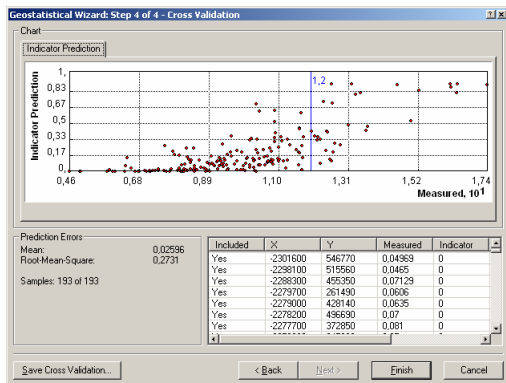 Geostatistical Wizard: Step 4 of 4 - Cross Validation
Chart
Indicator Prediction
1,2
Indicator Prediction
1,
0,83
0,67
0,5
0,33
0,17
0,
0,46 0,68 0,89 1,10 1,31 1,52 1,74
Measured, 10¹
Prediction Errors
Mean: 0,02596
Root-Mean-Square: 0,2731
Samples: 193 of 193
Included X Y Measured Indicator
Yes -2301600 546770 0,04969 0
Yes -2298100 515560 0,0465 0
Yes -2288300 455350 0,07129 0
Yes -2279700 261490 0,0606 0
Yes -2279000 428140 0,0635 0
Yes -2278200 496690 0,07 0
Yes -2277700 372850 0,081 0
Save Cross Validation... < Back Next > Finish Cancel